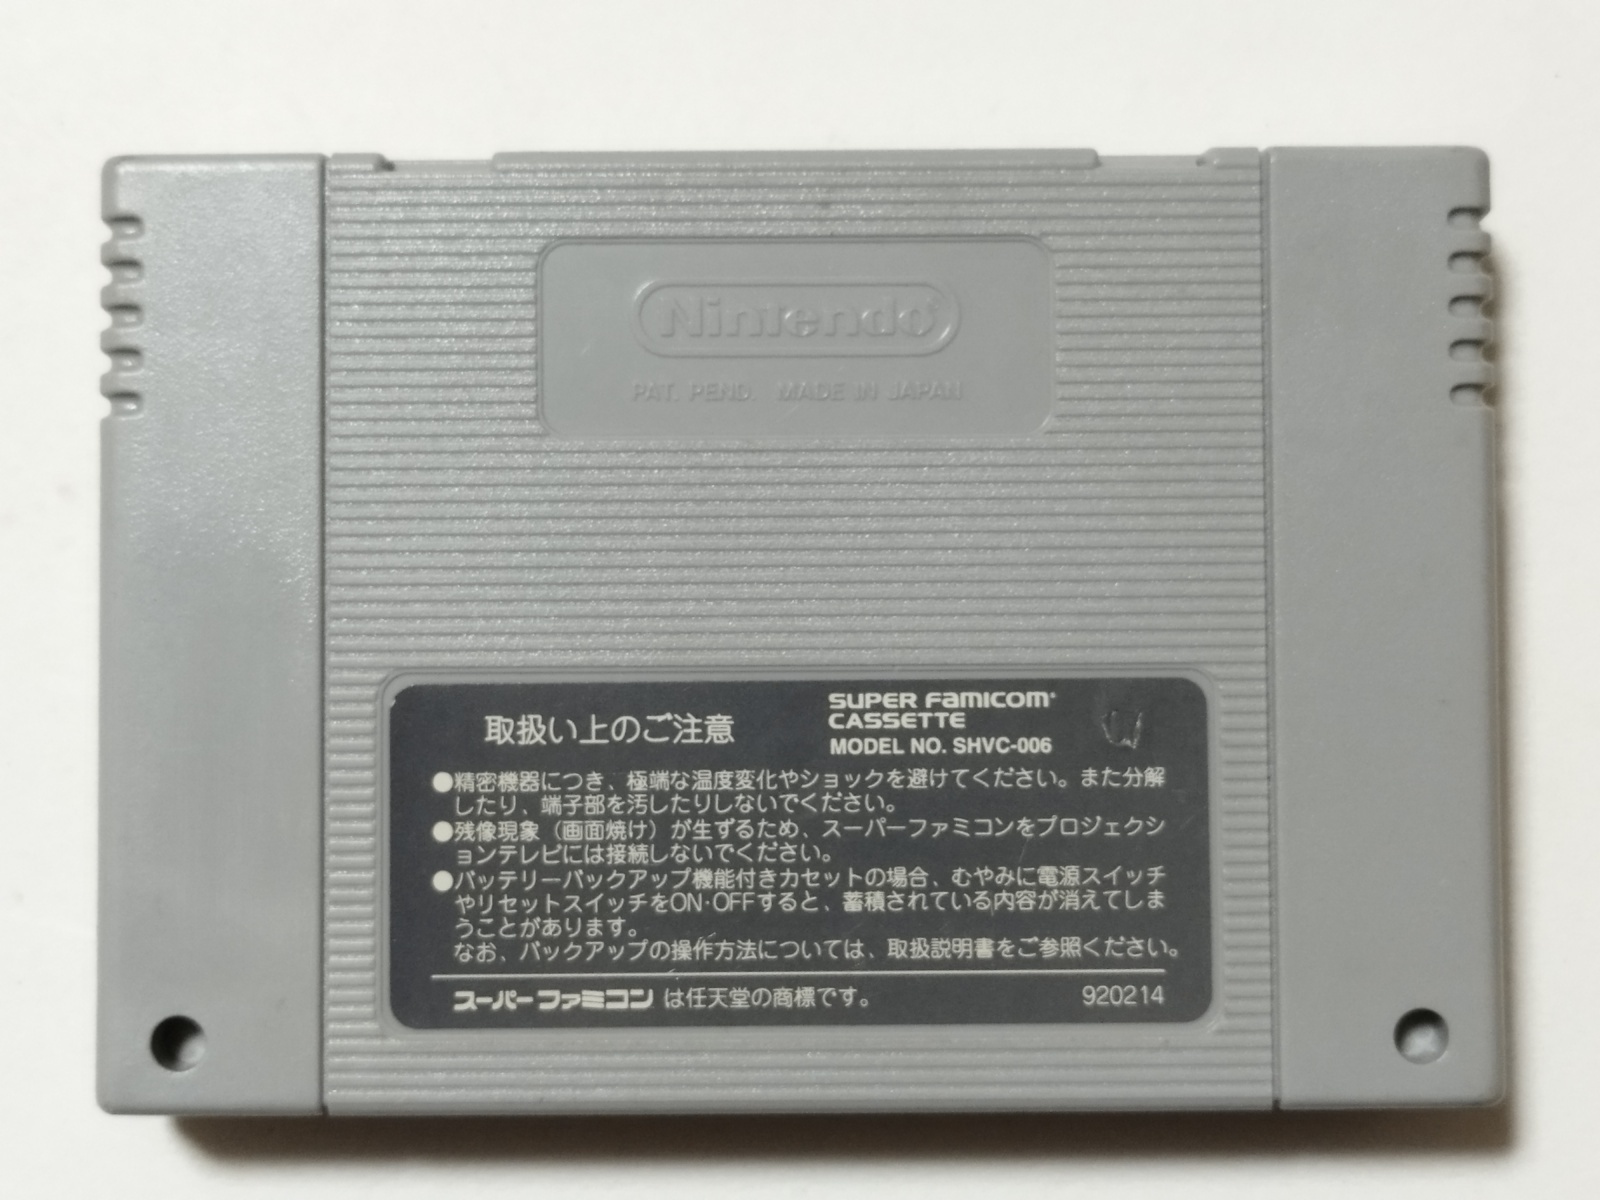 Nintendo®
PAT. PEND. MADE IN JAPAN
取扱い上のご注意
SUPER FAMICOM®
CASSETTE
MODEL NO. SHVC-006
●精密機器につき、極端な温度変化やショックを避けてください。また分解
したり、端子部を汚したりしないでください。
●残像現象（画面焼け）が生ずるため、スーパーファミコンをプロジェクシ
ョンテレビには接続しないでください。
●バッテリーバックアップ機能付きカセットの場合、むやみに電源スイッチ
やリセットスイッチをON・OFFすると、蓄積されている内容が消えてしま
うことがあります。
なお、バックアップの操作方法については、取扱説明書をご参照ください。
スーパーファミコン は任天堂の商標です。
920214